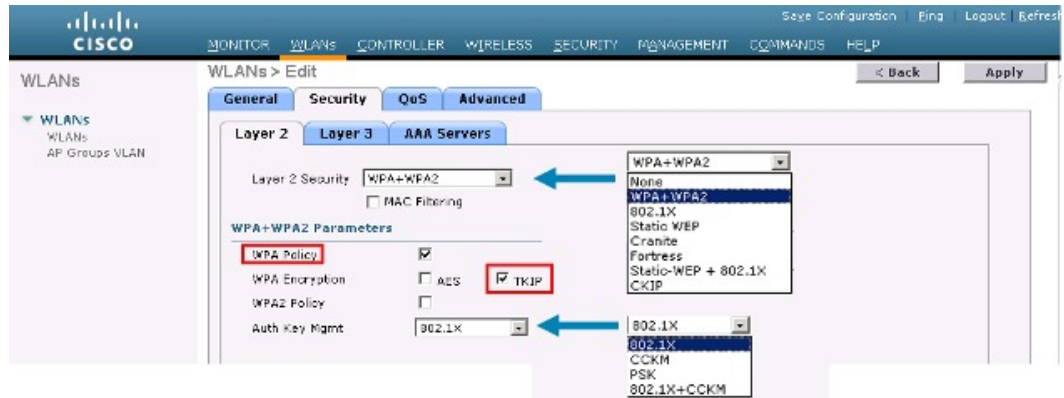 Save Configuration | Ping | Logout | Refresh
CISCO
MONITOR WLANs CONTROLLER WIRELESS SECURITY MANAGEMENT COMMANDS HELP
WLANs
WLANs > Edit
< Back
Apply
General Security QoS Advanced
WLANs
WLANs
AP Groups VLAN
Layer 2 Layer 3 AAA Servers
Layer 2 Security WPA+WPA2
MAC Filtering
WPA+WPA2
None
WPA+WPA2
802.1X
Static WEP
Cranite
Fortress
Static-WEP + 802.1X
CKIP
WPA+WPA2 Parameters
WPA Policy
WPA Encryption AES TKIP
WPA2 Policy
Auth Key Mgmt 802.1X
802.1X
802.1X
CCKM
PSK
802.1X+CCKM